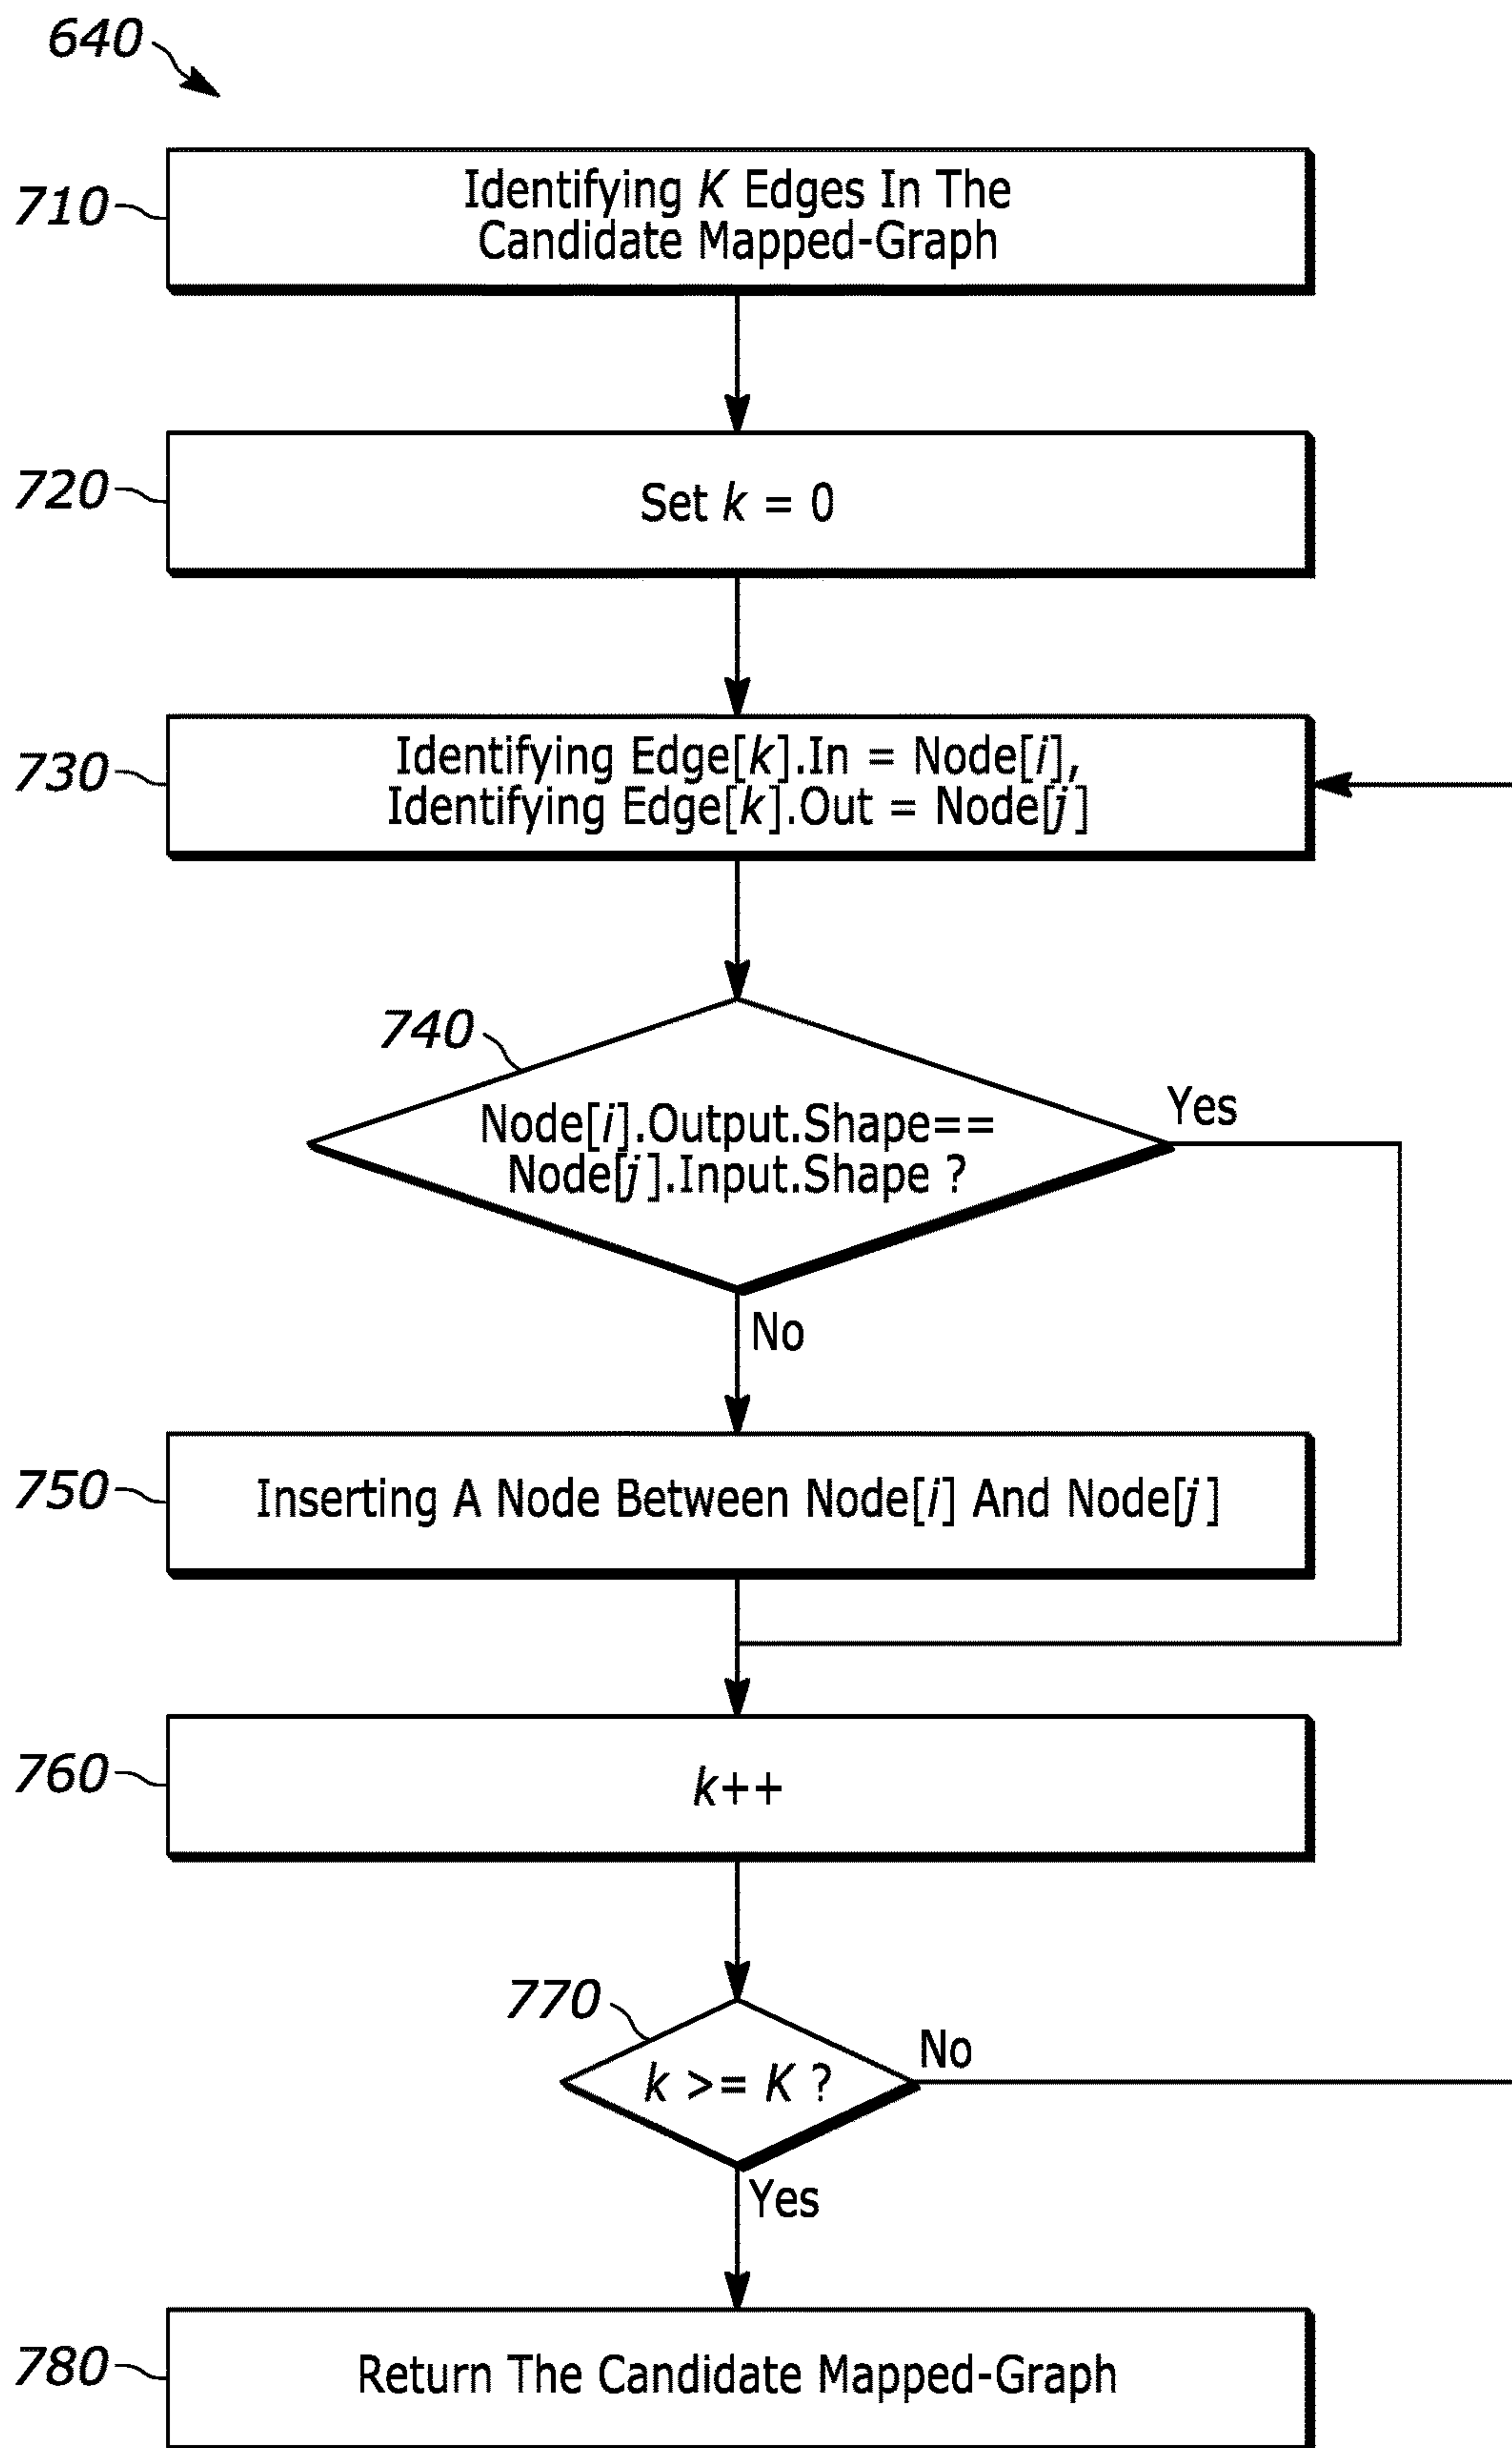 640
710
Identifying K Edges In The
Candidate Mapped-Graph
720
Set k = 0
730
Identifying Edge[k].In = Node[i],
Identifying Edge[k].Out = Node[j]
740
Node[i].Output.Shape==
Node[j].Input.Shape ?
Yes
No
750
Inserting A Node Between Node[i] And Node[j]
760
k++
770
k >= K ?
No
Yes
780
Return The Candidate Mapped-Graph